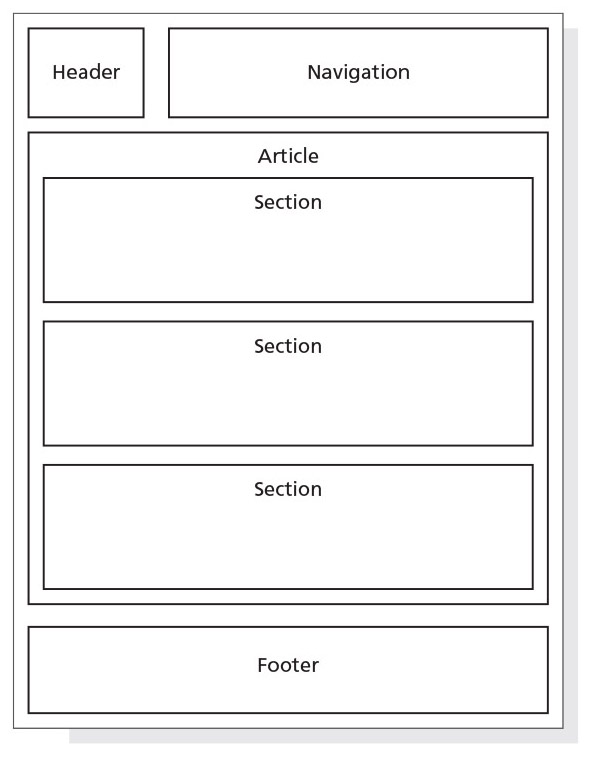 Header
Navigation
Article
Section
Section
Section
Footer